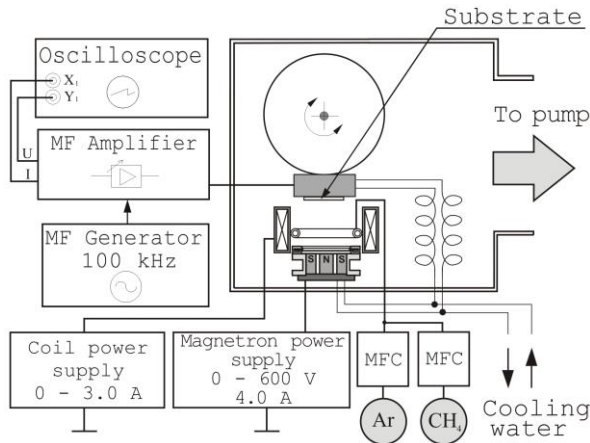 Substrate
Oscilloscope
X₁
Y₁
To pump
MF Amplifier
U
I
MF Generator
100 kHz
S N S
Coil power
supply
0 - 3.0 A
Magnetron power
supply
0 - 600 V
4.0 A
MFC
MFC
Ar
CH₄
Cooling
water